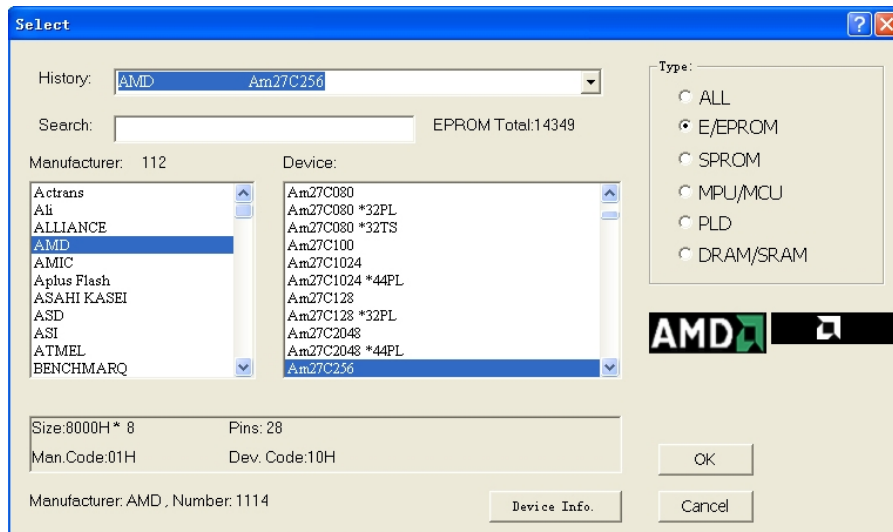 Select
History: AMD Am27C256
Search: EPROM Total:14349
Manufacturer: 112
Actrans
Ali
ALLIANCE
AMD
AMIC
Aplus Flash
ASAHI KASEI
ASD
ASI
ATMEL
BENCHMARQ
Device:
Am27C080
Am27C080 *32PL
Am27C080 *32TS
Am27C100
Am27C1024
Am27C1024 *44PL
Am27C128
Am27C128 *32PL
Am27C2048
Am27C2048 *44PL
Am27C256
Type:
ALL
E/EPROM
SPROM
MPU/MCU
PLD
DRAM/SRAM
AMD
Size:8000H * 8 Pins: 28
Man.Code:01H Dev. Code:10H
Manufacturer: AMD , Number: 1114
Device Info.
OK
Cancel